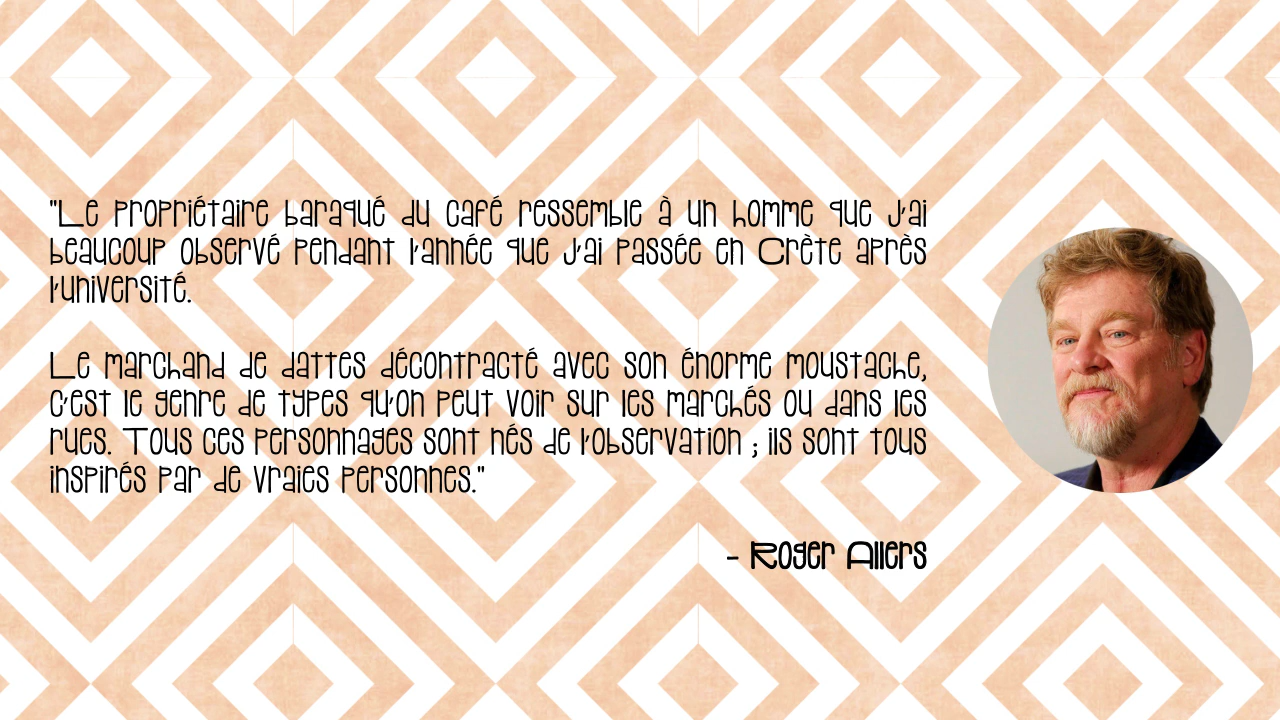 "Le propriétaire baraqué du café ressemble à un homme que j'ai
beaucoup observé pendant l'année que j'ai passée en Crète après
l'université.
Le marchand de dattes décontracté avec son énorme moustache,
c'est le genre de types qu'on peut voir sur les marchés ou dans les
rues. Tous ces personnages sont nés de l'observation ; ils sont tous
inspirés par de vraies personnes."
- Roger Allers